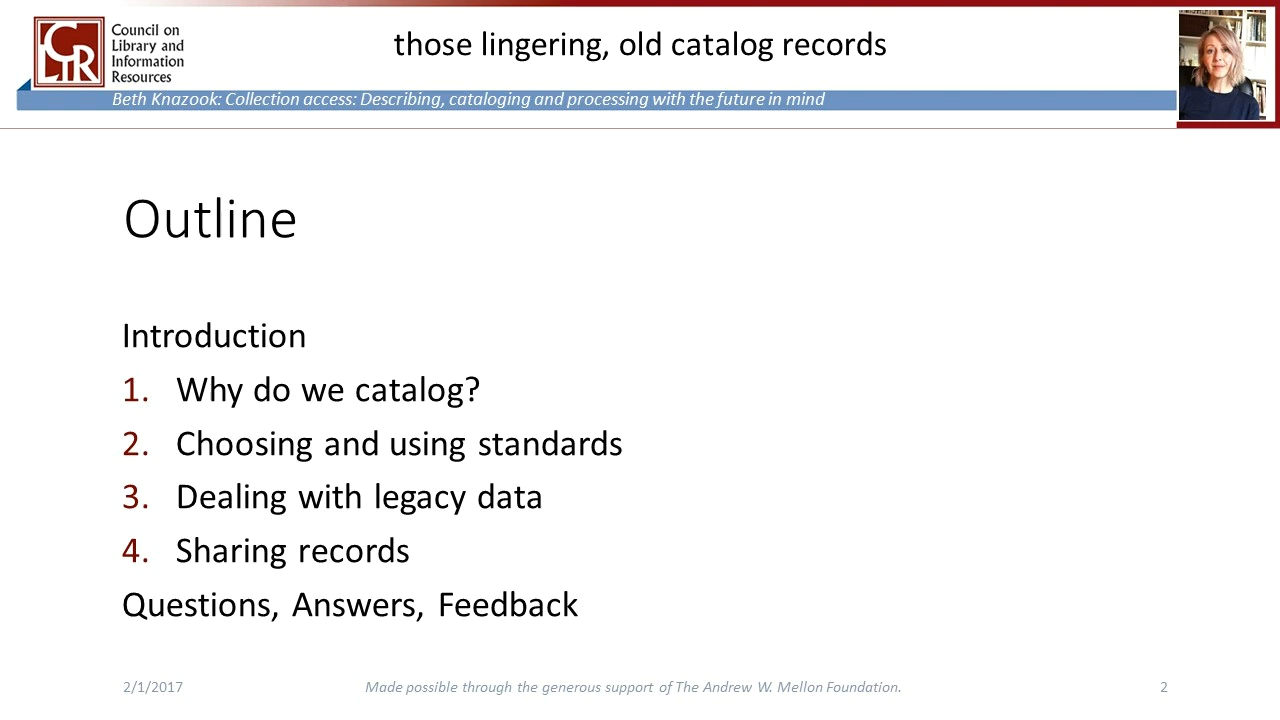 CLIR
Council on
Library and
Information
Resources
those lingering, old catalog records
Beth Knazook: Collection access: Describing, cataloging and processing with the future in mind
Outline
Introduction
1. Why do we catalog?
2. Choosing and using standards
3. Dealing with legacy data
4. Sharing records
Questions, Answers, Feedback
2/1/2017
Made possible through the generous support of The Andrew W. Mellon Foundation.
2